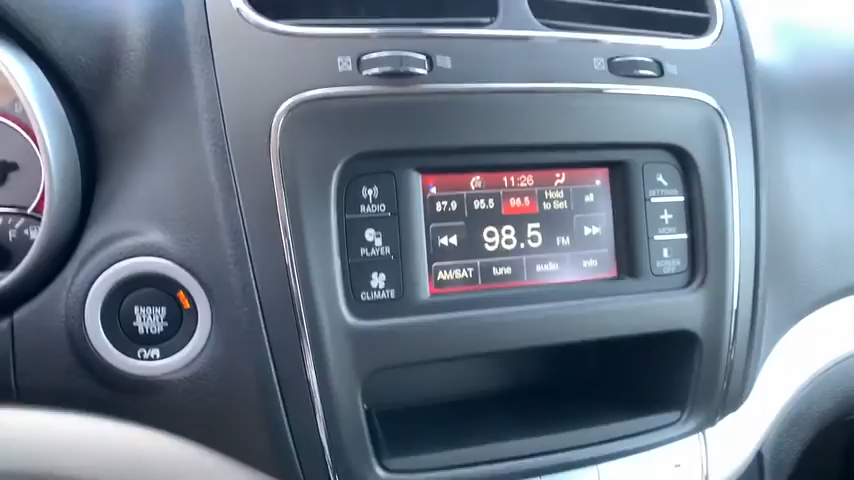 11:26
87.9 95.5 98.5 Hold to Set all
98.5 FM
AM/SAT tune audio info
RADIO
PLAYER
CLIMATE
SETTINGS
MORE
SCREEN OFF
ENGINE
START
STOP
F